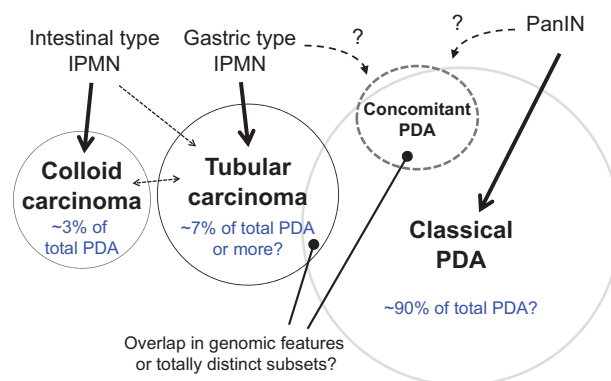 Intestinal type
IPMN
Gastric type
IPMN
?
?
PanIN
Concomitant
PDA
Colloid
carcinoma
~3% of
total PDA
Tubular
carcinoma
~7% of total PDA
or more?
Classical
PDA
~90% of total PDA?
Overlap in genomic features
or totally distinct subsets?